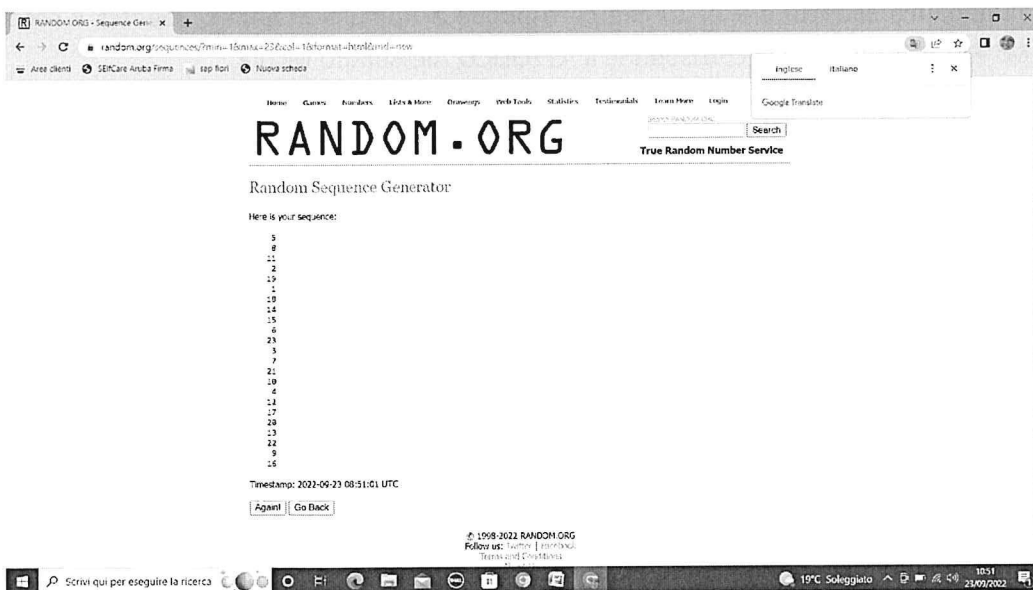 RANDOM.ORG - Sequence Gene
random.org/sequences/?min=1&max=23&col=1&format=html&rnd=new
Area clienti SElfCare Aruba Firma sap fiori Nuova scheda
inglese italiano
Google Translate
Home Games Numbers Lists & More Drawings Web Tools Statistics Testimonials Learn More Login
Search RANDOM.ORG
RANDOM.ORG
Search
True Random Number Service
Random Sequence Generator
Here is your sequence:
5
8
11
2
19
1
18
14
15
6
23
3
7
21
10
4
12
17
20
13
22
9
16
Timestamp: 2022-09-23 08:51:01 UTC
Again! Go Back
© 1998-2022 RANDOM.ORG
Follow us: Twitter | Facebook
Terms and Conditions
Scrivi qui per eseguire la ricerca
19°C Soleggiato
10:51
23/09/2022